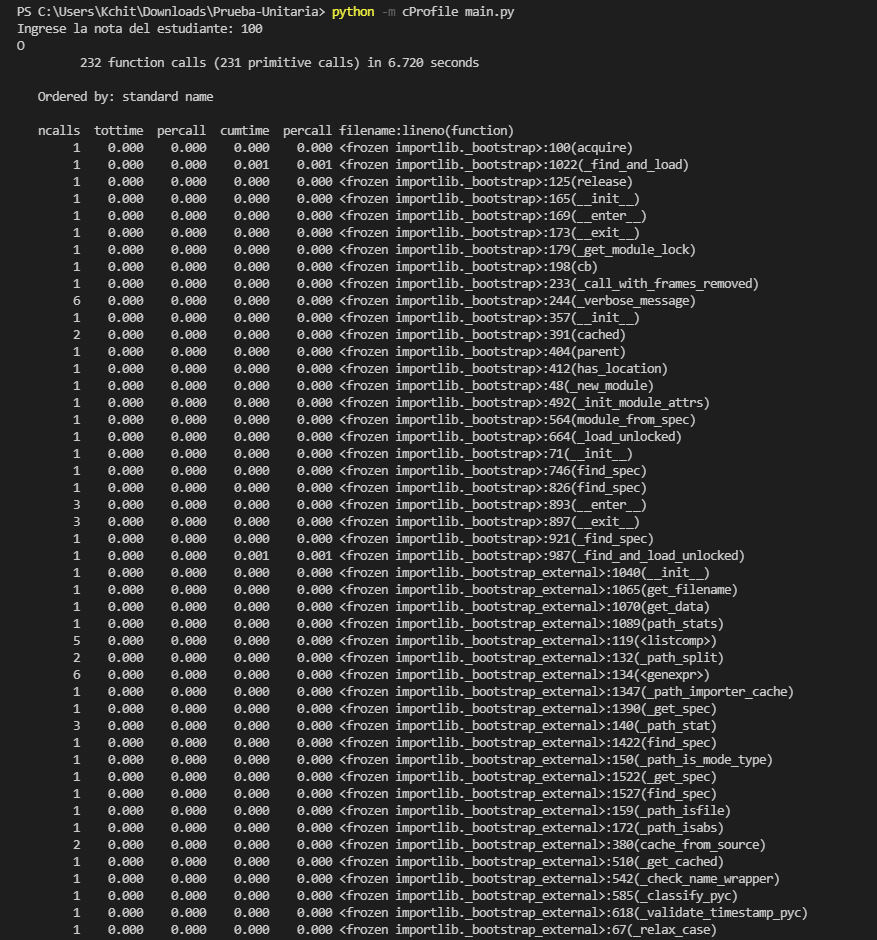 PS C:\Users\Kchit\Downloads\Prueba-Unitaria> python -m cProfile main.py
Ingrese la nota del estudiante: 100
O
232 function calls (231 primitive calls) in 6.720 seconds
Ordered by: standard name
ncalls tottime percall cumtime percall filename:lineno(function)
1 0.000 0.000 0.000 0.000 <frozen importlib._bootstrap>:100(acquire)
1 0.000 0.000 0.001 0.001 <frozen importlib._bootstrap>:1022(_find_and_load)
1 0.000 0.000 0.000 0.000 <frozen importlib._bootstrap>:125(release)
1 0.000 0.000 0.000 0.000 <frozen importlib._bootstrap>:165(__init__)
1 0.000 0.000 0.000 0.000 <frozen importlib._bootstrap>:169(__enter__)
1 0.000 0.000 0.000 0.000 <frozen importlib._bootstrap>:173(__exit__)
1 0.000 0.000 0.000 0.000 <frozen importlib._bootstrap>:179(_get_module_lock)
1 0.000 0.000 0.000 0.000 <frozen importlib._bootstrap>:198(cb)
1 0.000 0.000 0.000 0.000 <frozen importlib._bootstrap>:233(_call_with_frames_removed)
6 0.000 0.000 0.000 0.000 <frozen importlib._bootstrap>:244(_verbose_message)
1 0.000 0.000 0.000 0.000 <frozen importlib._bootstrap>:357(__init__)
2 0.000 0.000 0.000 0.000 <frozen importlib._bootstrap>:391(cached)
1 0.000 0.000 0.000 0.000 <frozen importlib._bootstrap>:404(parent)
1 0.000 0.000 0.000 0.000 <frozen importlib._bootstrap>:412(has_location)
1 0.000 0.000 0.000 0.000 <frozen importlib._bootstrap>:48(_new_module)
1 0.000 0.000 0.000 0.000 <frozen importlib._bootstrap>:492(_init_module_attrs)
1 0.000 0.000 0.000 0.000 <frozen importlib._bootstrap>:564(module_from_spec)
1 0.000 0.000 0.000 0.000 <frozen importlib._bootstrap>:664(_load_unlocked)
1 0.000 0.000 0.000 0.000 <frozen importlib._bootstrap>:71(__init__)
1 0.000 0.000 0.000 0.000 <frozen importlib._bootstrap>:746(find_spec)
1 0.000 0.000 0.000 0.000 <frozen importlib._bootstrap>:826(find_spec)
3 0.000 0.000 0.000 0.000 <frozen importlib._bootstrap>:893(__enter__)
3 0.000 0.000 0.000 0.000 <frozen importlib._bootstrap>:897(__exit__)
1 0.000 0.000 0.000 0.000 <frozen importlib._bootstrap>:921(_find_spec)
1 0.000 0.000 0.001 0.001 <frozen importlib._bootstrap>:987(_find_and_load_unlocked)
1 0.000 0.000 0.000 0.000 <frozen importlib._bootstrap_external>:1040(__init__)
1 0.000 0.000 0.000 0.000 <frozen importlib._bootstrap_external>:1065(get_filename)
1 0.000 0.000 0.000 0.000 <frozen importlib._bootstrap_external>:1070(get_data)
1 0.000 0.000 0.000 0.000 <frozen importlib._bootstrap_external>:1089(path_stats)
5 0.000 0.000 0.000 0.000 <frozen importlib._bootstrap_external>:119(<listcomp>)
2 0.000 0.000 0.000 0.000 <frozen importlib._bootstrap_external>:132(_path_split)
6 0.000 0.000 0.000 0.000 <frozen importlib._bootstrap_external>:134(<genexpr>)
1 0.000 0.000 0.000 0.000 <frozen importlib._bootstrap_external>:1347(_path_importer_cache)
1 0.000 0.000 0.000 0.000 <frozen importlib._bootstrap_external>:1390(_get_spec)
3 0.000 0.000 0.000 0.000 <frozen importlib._bootstrap_external>:140(_path_stat)
1 0.000 0.000 0.000 0.000 <frozen importlib._bootstrap_external>:1422(find_spec)
1 0.000 0.000 0.000 0.000 <frozen importlib._bootstrap_external>:150(_path_is_mode_type)
1 0.000 0.000 0.000 0.000 <frozen importlib._bootstrap_external>:1522(_get_spec)
1 0.000 0.000 0.000 0.000 <frozen importlib._bootstrap_external>:1527(find_spec)
1 0.000 0.000 0.000 0.000 <frozen importlib._bootstrap_external>:159(_path_isfile)
1 0.000 0.000 0.000 0.000 <frozen importlib._bootstrap_external>:172(_path_isabs)
2 0.000 0.000 0.000 0.000 <frozen importlib._bootstrap_external>:380(cache_from_source)
1 0.000 0.000 0.000 0.000 <frozen importlib._bootstrap_external>:510(_get_cached)
1 0.000 0.000 0.000 0.000 <frozen importlib._bootstrap_external>:542(_check_name_wrapper)
1 0.000 0.000 0.000 0.000 <frozen importlib._bootstrap_external>:585(_classify_pyc)
1 0.000 0.000 0.000 0.000 <frozen importlib._bootstrap_external>:618(_validate_timestamp_pyc)
1 0.000 0.000 0.000 0.000 <frozen importlib._bootstrap_external>:67(_relax_case)